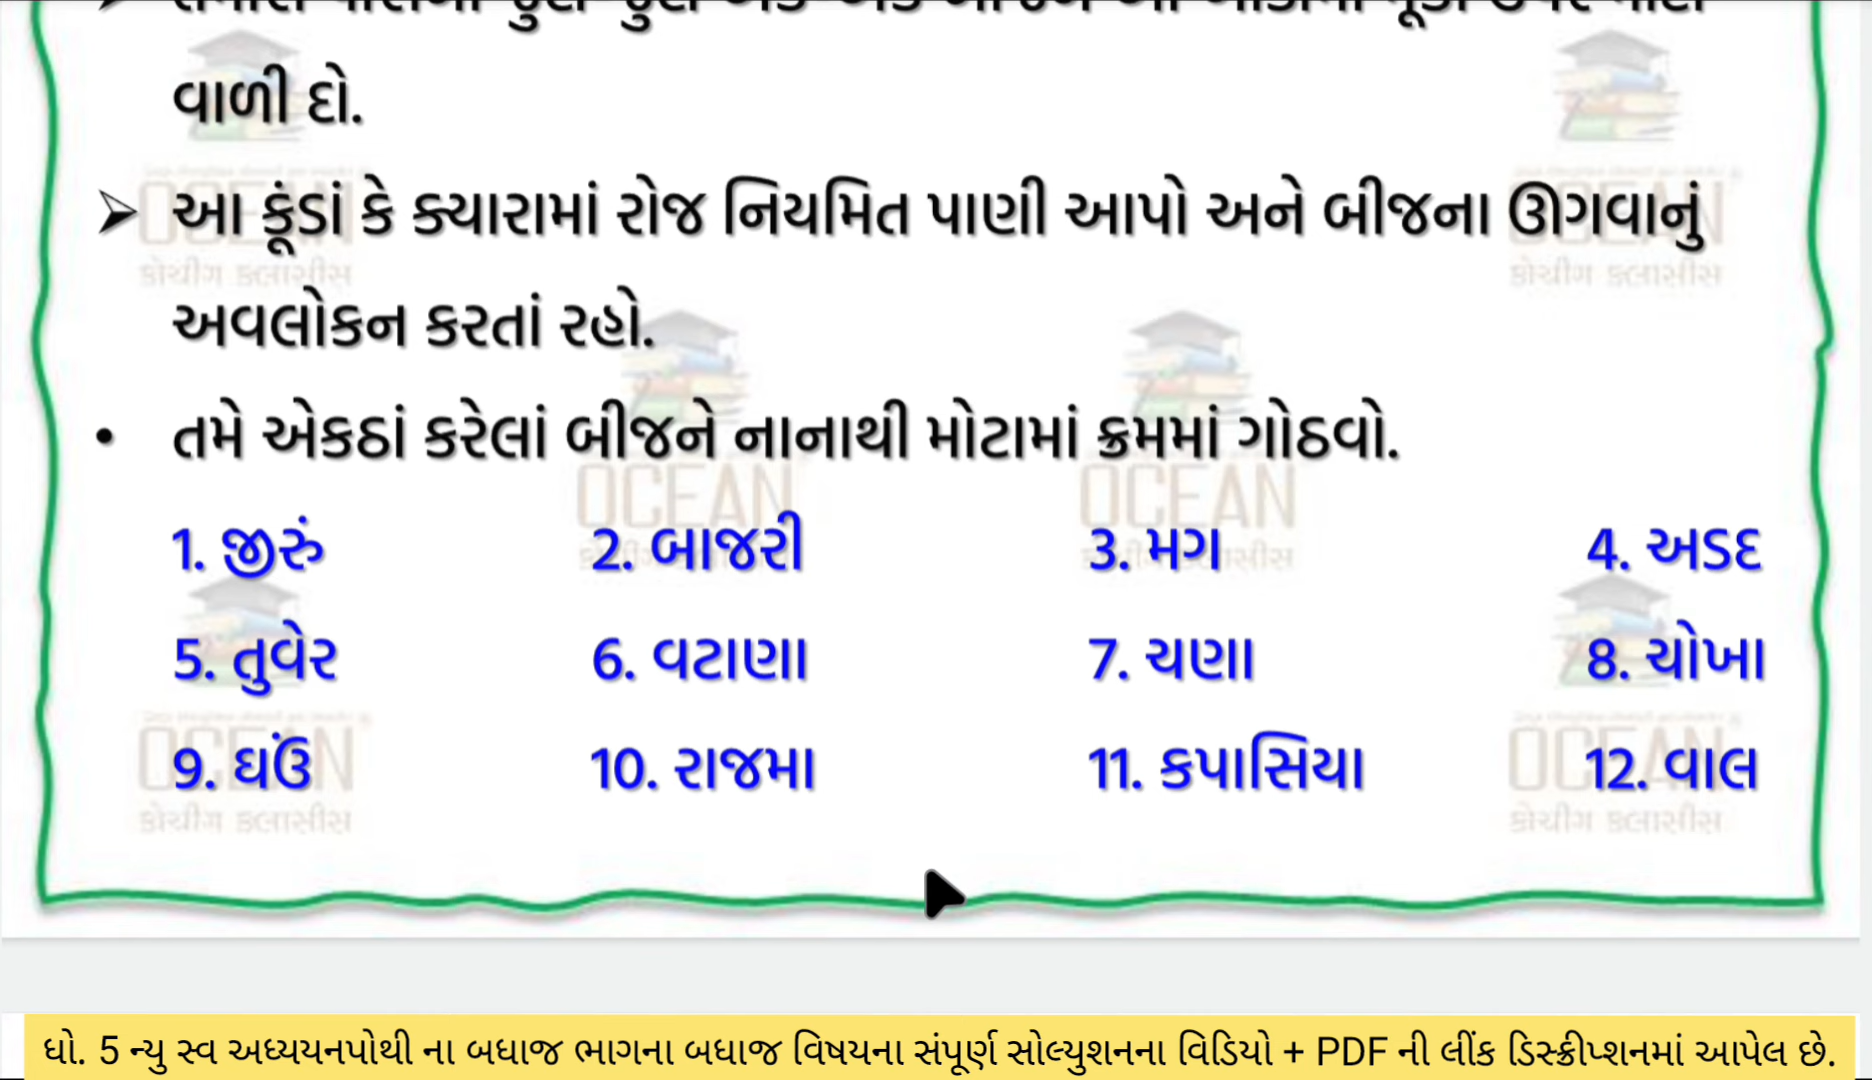 વાળી દો.
➢ આ કૂંડાં કે ક્યારામાં રોજ નિયમિત પાણી આપો અને બીજના ઊગવાનું
અવલોકન કરતાં રહો.
• તમે એકઠાં કરેલાં બીજને નાનાથી મોટામાં ક્રમમાં ગોઠવો.
1. જીરું 2. બાજરી 3. મગ 4. અડદ
5. તુવેર 6. વટાણા 7. ચણા 8. ચોખા
9. ઘઉં 10. રાજમા 11. કપાસિયા 12. વાલ
OCEAN
કોચીંગ કલાસીસ
ધો. 5 ન્યુ સ્વ અધ્યયનપોથી ના બધાજ ભાગના બધાજ વિષયના સંપૂર્ણ સોલ્યુશનના વિડિયો + PDF ની લીંક ડિસ્ક્રીપ્શનમાં આપેલ છે.